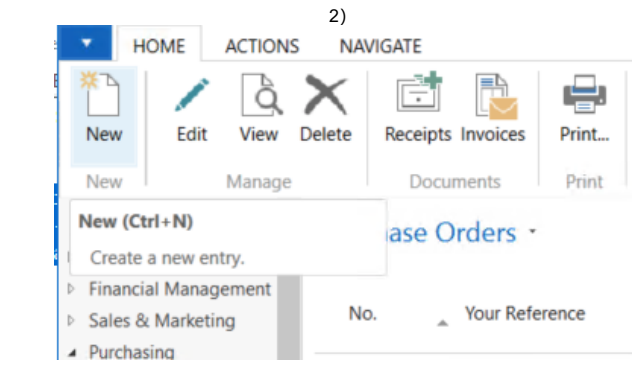 2)
HOME ACTIONS NAVIGATE
New Edit View Delete Receipts Invoices Print...
New Manage Documents Print
New (Ctrl+N)
ase Orders
Create a new entry.
Financial Management
No. Your Reference
Sales & Marketing
Purchasing